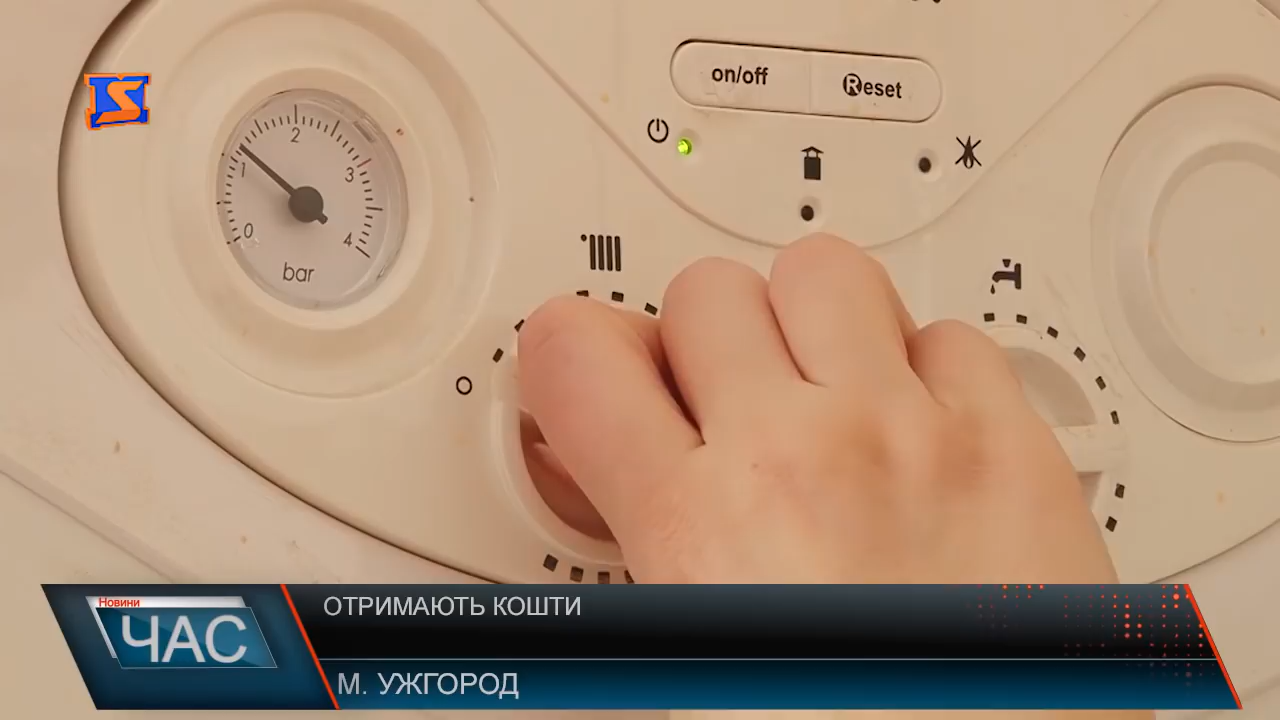 on/off
Reset
2
1
3
0
4
bar
Новини
ЧАС
ОТРИМАЮТЬ КОШТИ
М. УЖГОРОД